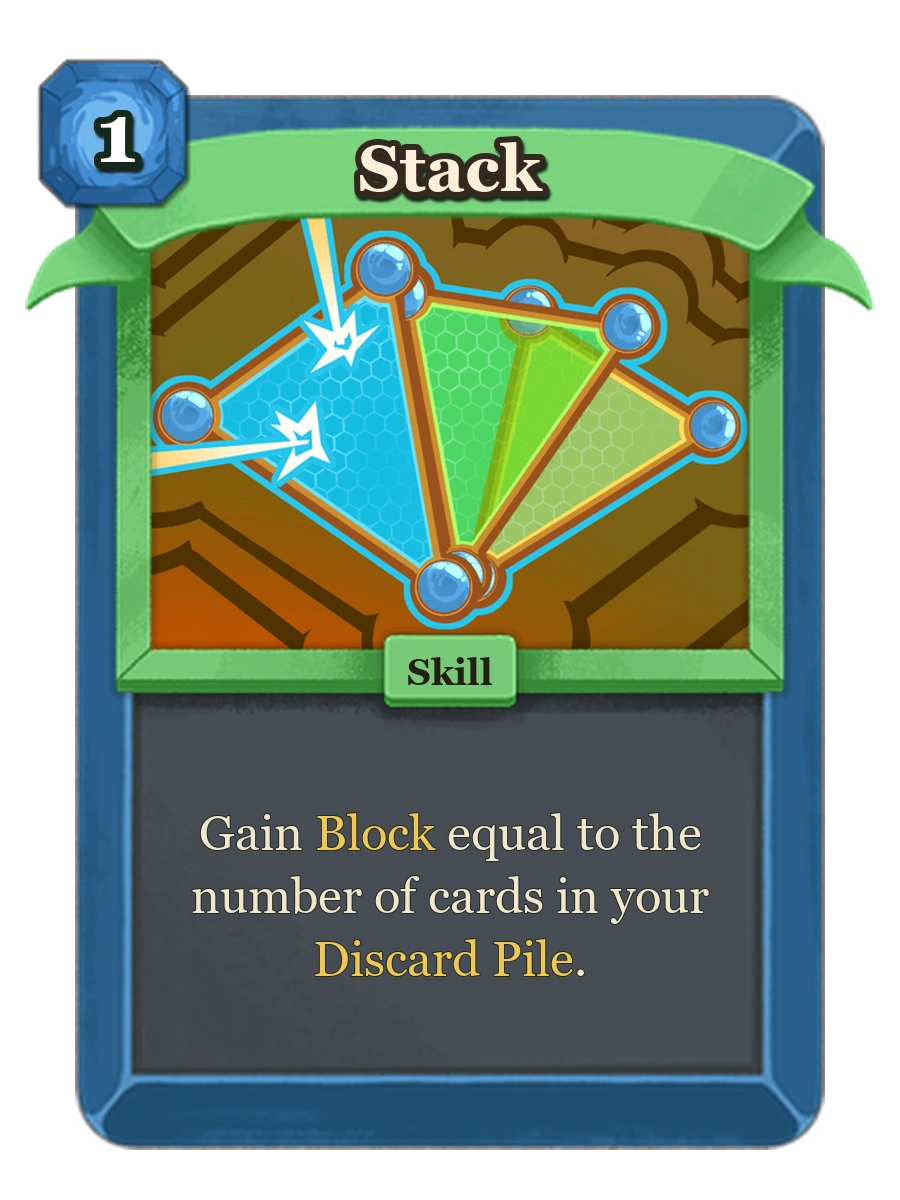 1
Stack
Skill
Gain Block equal to the
number of cards in your
Discard Pile.